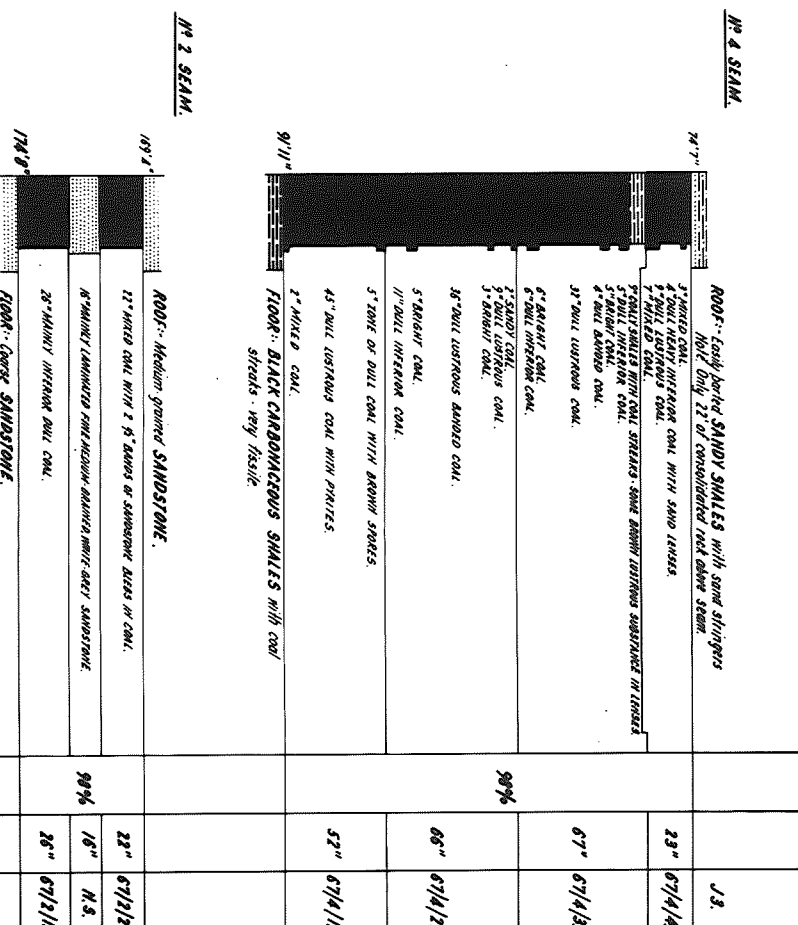 Nº 4 SEAM.
74'7"
ROOF:- Easily parted SANDY SHALES with sand stringers
Hole. Only 22" of consolidated rock above seam.
3" MIXED COAL.
4" DULL HEAVY INFERIOR COAL WITH SAND LENSES.
9" DULL LUSTROUS COAL.
7" MIXED COAL.
9" COALY SHALES WITH COAL STREAKS - SOME BROWN LUSTROUS SUBSTANCE IN LENSES.
5" DULL INFERIOR COAL.
5" BRIGHT COAL.
4" DULL BANDED COAL.
32" DULL LUSTROUS COAL.
6" BRIGHT COAL.
6" DULL INFERIOR COAL.
2" SANDY COAL.
9" DULL LUSTROUS COAL.
3" BRIGHT COAL.
36" DULL LUSTROUS BANDED COAL.
5" BRIGHT COAL.
11" DULL INFERIOR COAL.
5" ZONE OF DULL COAL WITH BROWN SPORES.
45" DULL LUSTROUS COAL WITH PYRITES.
2" MIXED COAL.
91'11"
FLOOR:- BLACK CARBONACEOUS SHALES with coal
streaks - very fissile.
98%
J.3.
23" 67/4/4
67" 67/4/3
66" 67/4/2
52" 67/4/1
Nº 2 SEAM.
169'4"
ROOF:- Medium grained SANDSTONE.
22" MIXED COAL WITH 2 ½" BANDS OF SANDSTONE BLEBS IN COAL.
16" MAINLY LAMINATED FINE-MEDIUM-GRAINED, WHITE-GREY SANDSTONE.
26" MAINLY INFERIOR DULL COAL.
174'8"
FLOOR:- Coarse SANDSTONE.
98%
22" 67/2/2
16" N.S.
26" 67/2/1